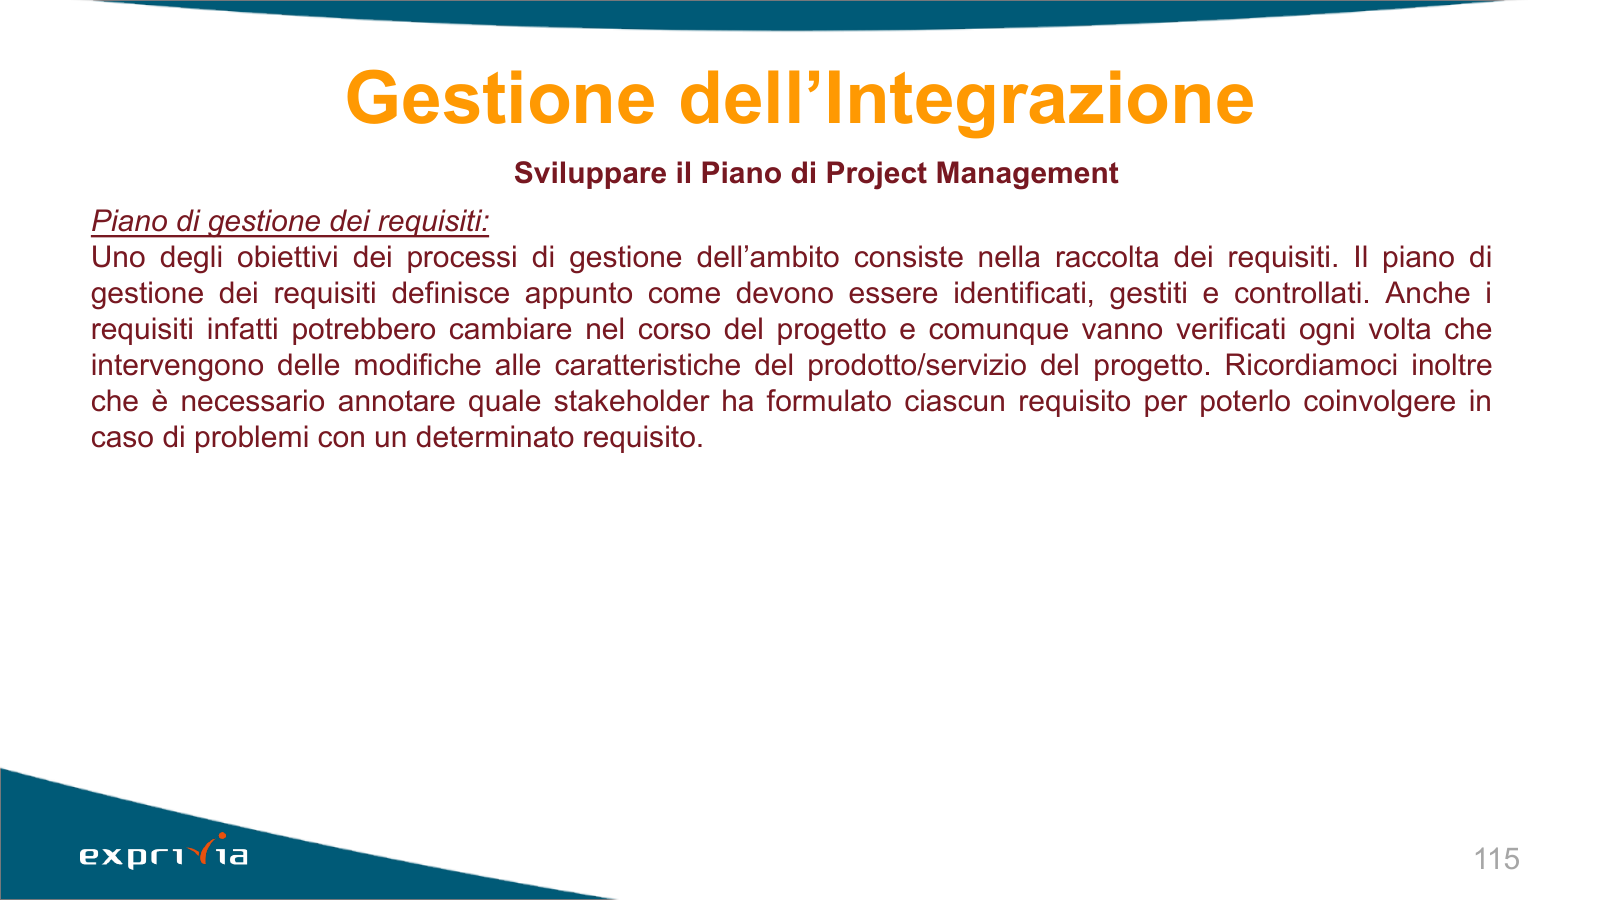 Gestione dell’Integrazione
Sviluppare il Piano di Project Management
Piano di gestione dei requisiti:
Uno degli obiettivi dei processi di gestione dell’ambito consiste nella raccolta dei requisiti. Il piano di
gestione dei requisiti definisce appunto come devono essere identificati, gestiti e controllati. Anche i
requisiti infatti potrebbero cambiare nel corso del progetto e comunque vanno verificati ogni volta che
intervengono delle modifiche alle caratteristiche del prodotto/servizio del progetto. Ricordiamoci inoltre
che è necessario annotare quale stakeholder ha formulato ciascun requisito per poterlo coinvolgere in
caso di problemi con un determinato requisito.
exprivia
115